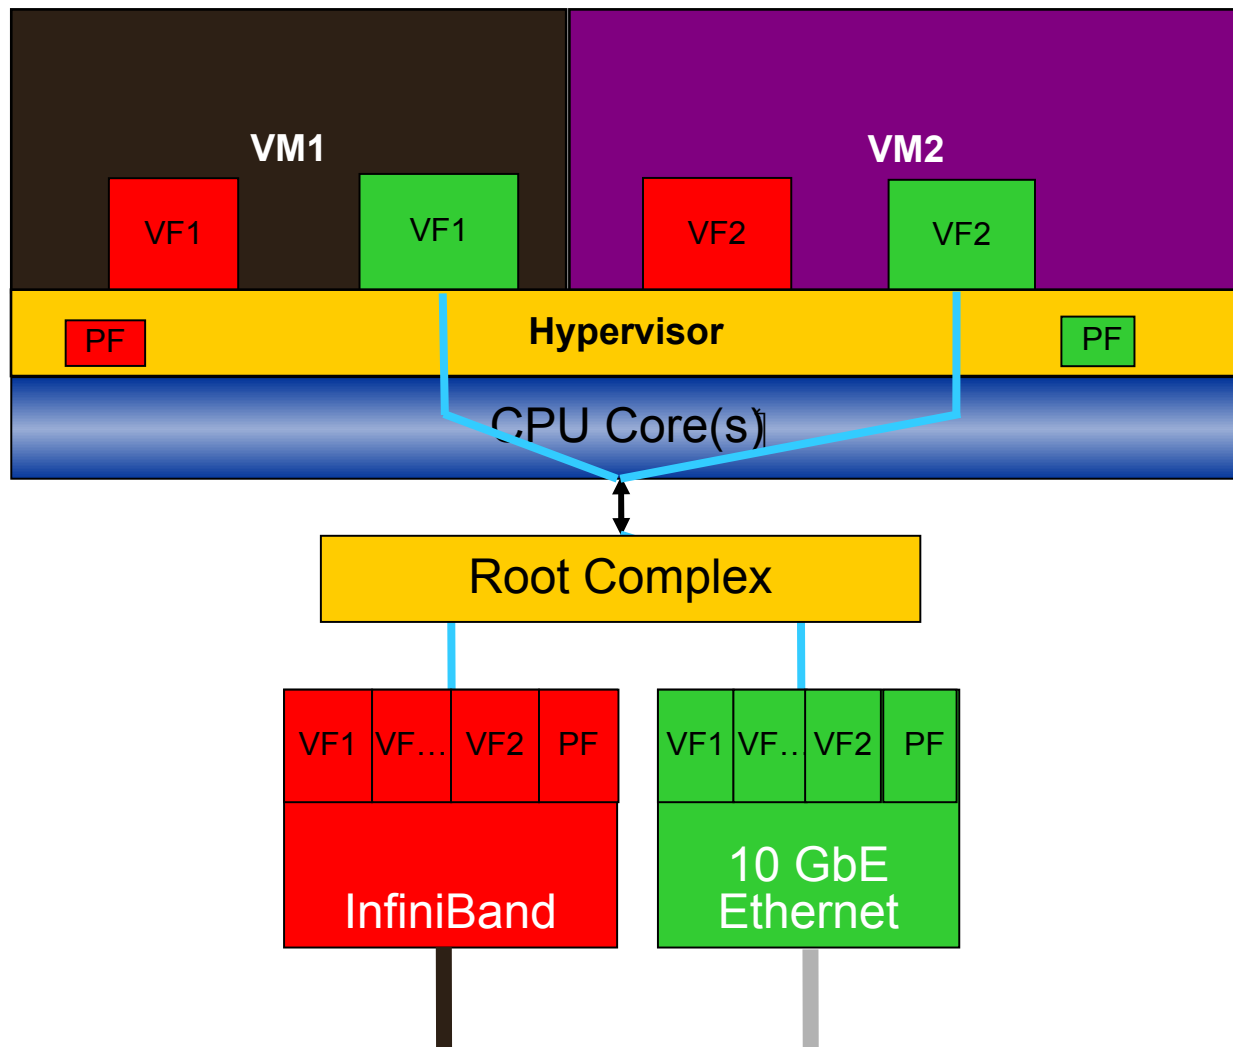 VM1
VM2
VF1
VF1
VF2
VF2
PF
Hypervisor
PF
CPU Core(s)
Root Complex
VF1
VF…
VF2
PF
VF1
VF…
VF2
PF
InfiniBand
10 GbE
Ethernet